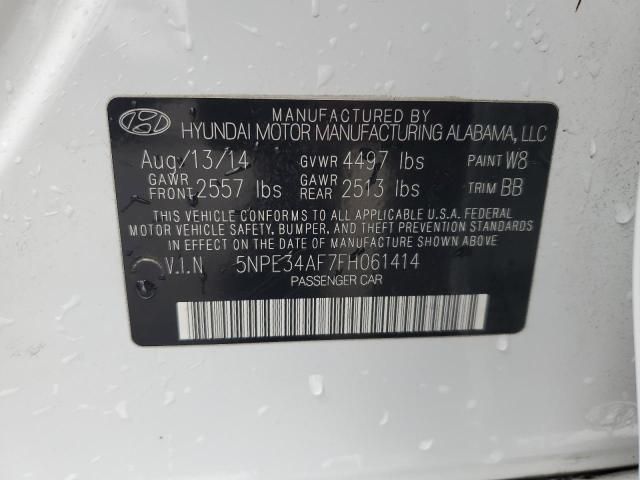 MANUFACTURED BY
HYUNDAI MOTOR MANUFACTURING ALABAMA, LLC
Aug/13/14 GVWR 4497 lbs PAINT W8
GAWR FRONT 2557 lbs GAWR REAR 2513 lbs TRIM BB
THIS VEHICLE CONFORMS TO ALL APPLICABLE U.S.A. FEDERAL
MOTOR VEHICLE SAFETY, BUMPER, AND THEFT PREVENTION
STANDARDS IN EFFECT ON THE DATE OF MANUFACTURE SHOWN ABOVE.
V.I.N 5NPE34AF7FH061414
PASSENGER CAR